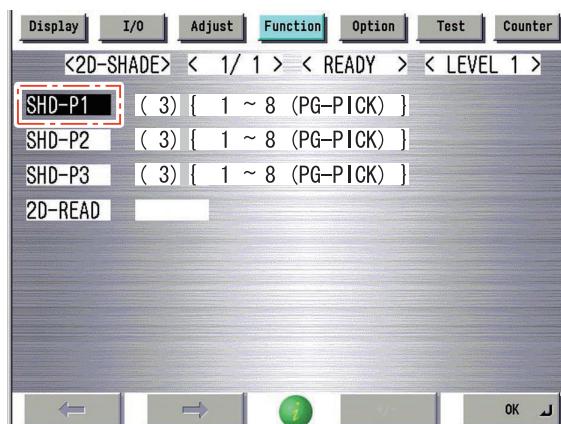 Display I/O Adjust Function Option Test Counter
<2D-SHADE> < 1/ 1 > < READY > < LEVEL 1 >
SHD-P1 ( 3) { 1 ~ 8 (PG-PICK) }
SHD-P2 ( 3) { 1 ~ 8 (PG-PICK) }
SHD-P3 ( 3) { 1 ~ 8 (PG-PICK) }
2D-READ
+/- OK